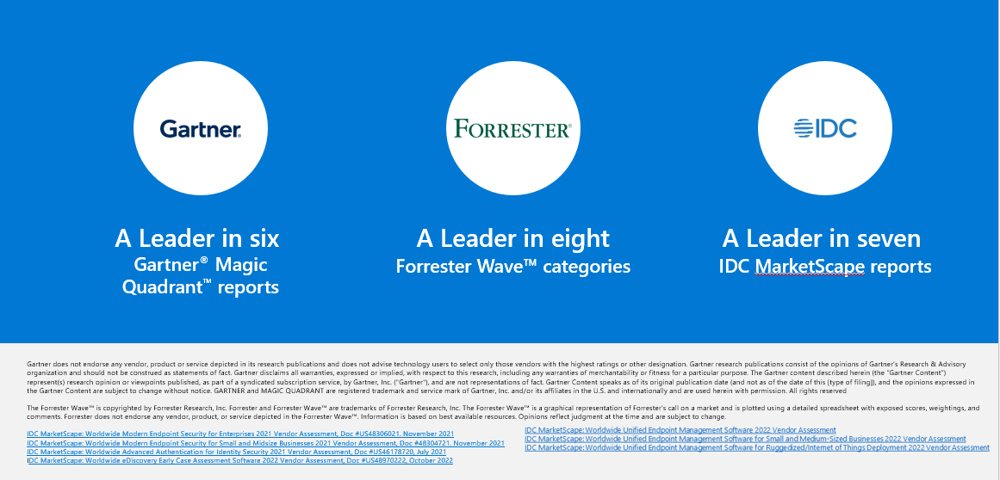 Gartner®
FORRESTER®
IDC
A Leader in six
Gartner® Magic
Quadrant™ reports
A Leader in eight
Forrester Wave™ categories
A Leader in seven
IDC MarketScape reports
Gartner does not endorse any vendor, product or service depicted in its research publications and does not advise technology users to select only those vendors with the highest ratings or other designation. Gartner research publications consist of the opinions of Gartner's Research & Advisory
organization and should not be construed as statements of fact. Gartner disclaims all warranties, expressed or implied, with respect to this research, including any warranties of merchantability or fitness for a particular purpose. The Gartner content described herein (the "Gartner Content")
represent(s) research opinion or viewpoints published, as part of a syndicated subscription service, by Gartner, Inc. ("Gartner"), and are not representations of fact. Gartner Content speaks as of its original publication date (and not as of the date of this [type of filing]), and the opinions expressed in
the Gartner Content are subject to change without notice. GARTNER and MAGIC QUADRANT are registered trademark and service mark of Gartner, Inc. and/or its affiliates in the U.S. and internationally and are used herein with permission. All rights reserved
The Forrester Wave™ is copyrighted by Forrester Research, Inc. Forrester and Forrester Wave™ are trademarks of Forrester Research, Inc. The Forrester Wave™ is a graphical representation of Forrester's call on a market and is plotted using a detailed spreadsheet with exposed scores, weightings, and
comments. Forrester does not endorse any vendor, product, or service depicted in the Forrester Wave™. Information is based on best available resources. Opinions reflect judgment at the time and are subject to change.
IDC MarketScape: Worldwide Modern Endpoint Security for Enterprises 2021 Vendor Assessment, Doc #US48306021. November 2021
IDC MarketScape: Worldwide Modern Endpoint Security for Small and Midsize Businesses 2021 Vendor Assessment, Doc #48304721. November 2021
IDC MarketScape: Worldwide Advanced Authentication for Identity Security 2021 Vendor Assessment, Doc #US46178720, July 2021
IDC MarketScape: Worldwide eDiscovery Early Case Assessment Software 2022 Vendor Assessment, Doc #US48970222, October 2022
IDC MarketScape: Worldwide Unified Endpoint Management Software 2022 Vendor Assessment
IDC MarketScape: Worldwide Unified Endpoint Management Software for Small and Medium-Sized Businesses 2022 Vendor Assessment
IDC MarketScape: Worldwide Unified Endpoint Management Software for Ruggedized/Internet of Things Deployment 2022 Vendor Assessment